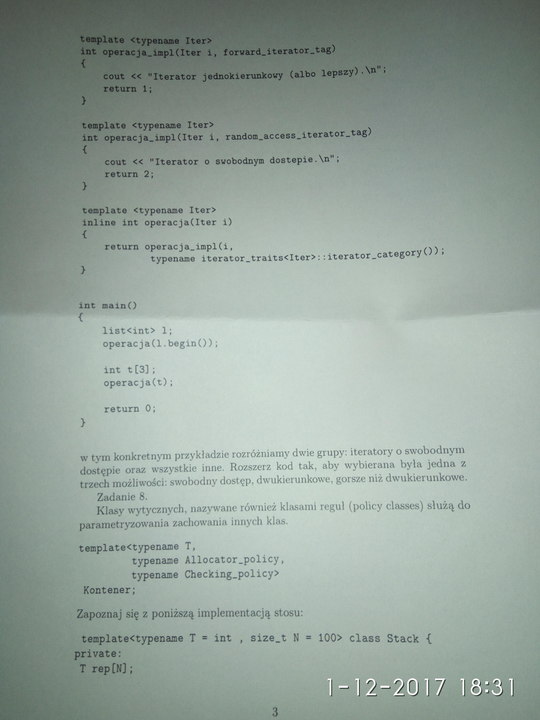 template <typename Iter>
int operacja_impl(Iter i, forward_iterator_tag)
{
cout << "Iterator jednokierunkowy (albo lepszy).\n";
return 1;
}
template <typename Iter>
int operacja_impl(Iter i, random_access_iterator_tag)
{
cout << "Iterator o swobodnym dostepie.\n";
return 2;
}
template <typename Iter>
inline int operacja(Iter i)
{
return operacja_impl(i,
typename iterator_traits<Iter>::iterator_category());
}
int main()
{
list<int> l;
operacja(l.begin());
int t[3];
operacja(t);
return 0;
}
w tym konkretnym przykładzie rozróżniamy dwie grupy: iteratory o swobodnym
dostępie oraz wszystkie inne. Rozszerz kod tak, aby wybierana była jedna z
trzech możliwości: swobodny dostęp, dwukierunkowe, gorsze niż dwukierunkowe.
Zadanie 8.
Klasy wytycznych, nazywane również klasami reguł (policy classes) służą do
parametryzowania zachowania innych klas.
template<typename T,
typename Allocator_policy,
typename Checking_policy>
Kontener;
Zapoznaj się z poniższą implementacją stosu:
template<typename T = int , size_t N = 100> class Stack {
private:
T rep[N];
3
1-12-2017 18:31